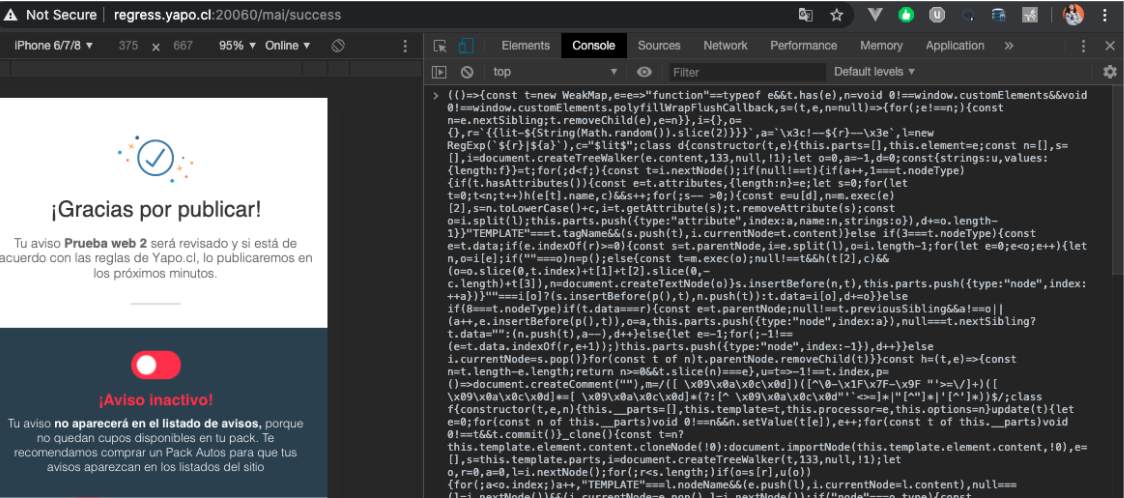 Not Secure | regress.yapo.cl:20060/mai/success
iPhone 6/7/8 ▼ 375 x 667 95% ▼ Online ▼
Elements Console Sources Network Performance Memory Application »
top ▼ Filter Default levels ▼
¡Gracias por publicar!
Tu aviso Prueba web 2 será revisado y si está de
acuerdo con las reglas de Yapo.cl, lo publicaremos en
los próximos minutos.
¡Aviso inactivo!
Tu aviso no aparecerá en el listado de avisos, porque
no quedan cupos disponibles en tu pack. Te
recomendamos comprar un Pack Autos para que tus
avisos aparezcan en los listados del sitio
> (()=>{const t=new WeakMap,e=e=>"function"==typeof e&&t.has(e),n=void 0!==window.customElements&&void
0!==window.customElements.polyfillWrapFlushCallback,s=(t,e,n=null)=>{for(;e!==n;){const
n=e.nextSibling;t.removeChild(e),e=n}},i={},o=
{},r=`{{lit-${String(Math.random()).slice(2)}}}`,a=`\x3c!--${r}--\x3e`,l=new
RegExp(`${r}|${a}`),c="$lit$";class d{constructor(t,e){this.parts=[],this.element=e;const n=[],s=
[],i=document.createTreeWalker(e.content,133,null,!1);let o=0,a=-1,d=0;const{strings:u,values:
{length:f}}=t;for(;d<f;){const t=i.nextNode();if(null!==t){if(a++,1===t.nodeType)
{if(t.hasAttributes()){const e=t.attributes,{length:n}=e;let s=0;for(let
t=0;t<n;t++)h(e[t].name,c)&&s++;for(;s-- >0;){const e=u[d],n=m.exec(e)
[2],s=n.toLowerCase()+c,i=t.getAttribute(s);t.removeAttribute(s);const
o=i.split(l);this.parts.push({type:"attribute",index:a,name:n,strings:o}),d+=o.length-
1}}"TEMPLATE"===t.tagName&&(s.push(t),i.currentNode=t.content)}else if(3===t.nodeType){const
e=t.data;if(e.indexOf(r)>=0){const s=t.parentNode,i=e.split(l),o=i.length-1;for(let e=0;e<o;e++){let
n,o=i[e];if(""===o)n=p();else{const t=m.exec(o);null!==t&&h(t[2],c)&&
(o=o.slice(0,t.index)+t[1]+t[2].slice(0,-
c.length)+t[3]),n=document.createTextNode(o)}s.insertBefore(n,t),this.parts.push({type:"node",index:
++a})}""===i[o]?(s.insertBefore(p(),t),n.push(t)):t.data=i[o],d+=o}}else
if(8===t.nodeType)if(t.data===r){const e=t.parentNode;null!==t.previousSibling&&a!==o||
(a++,e.insertBefore(p(),t)),o=a,this.parts.push({type:"node",index:a}),null===t.nextSibling?
t.data="":(n.push(t),a--),d++}else{let e=-1;for(;-1!==
(e=t.data.indexOf(r,e+1));)this.parts.push({type:"node",index:-1}),d++}}else
i.currentNode=s.pop()}for(const t of n)t.parentNode.removeChild(t)}}const h=(t,e)=>{const
n=t.length-e.length;return n>=0&&t.slice(n)===e},u=t=>-1!==t.index,p=
()=>document.createComment(""),m=/([ \x09\x0a\x0c\x0d])([^\0-\x1F\x7F-\x9F "'>=\/]+)([
\x09\x0a\x0c\x0d]*=[ \x09\x0a\x0c\x0d]*(?:[^ \x09\x0a\x0c\x0d"'`<>=]*|"[^"]*|'[^']*))$/;class
f{constructor(t,e,n){this.__parts=[],this.template=t,this.processor=e,this.options=n}update(t){let
e=0;for(const n of this.__parts)void 0!==n&&n.setValue(t[e]),e++;for(const t of this.__parts)void
0!==t&&t.commit()}_clone(){const t=n?
this.template.element.content.cloneNode(!0):document.importNode(this.template.element.content,!0),e=
[],s=this.template.parts,i=document.createTreeWalker(t,133,null,!1);let
o,r=0,a=0,l=i.nextNode();for(;r<s.length;)if(o=s[r],u(o))
{for(;a<o.index;)a++,"TEMPLATE"===l.nodeName&&(e.push(l),i.currentNode=l.content),null===